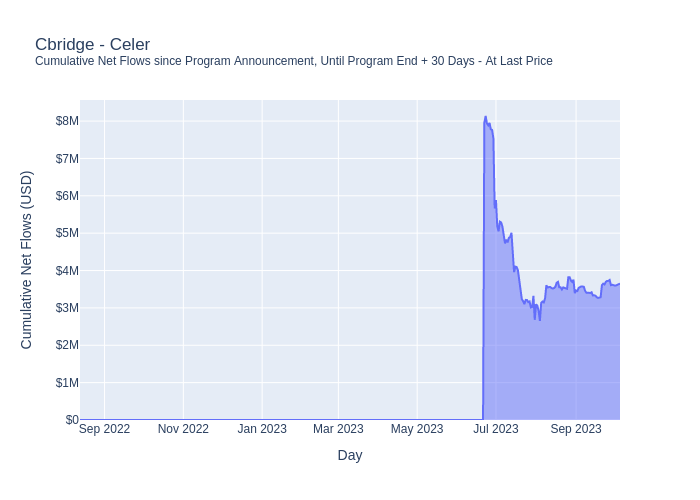 Cbridge - Celer
Cumulative Net Flows since Program Announcement, Until Program End + 30 Days - At Last Price
Cumulative Net Flows (USD)
$8M
$7M
$6M
$5M
$4M
$3M
$2M
$1M
$0
Sep 2022
Nov 2022
Jan 2023
Mar 2023
May 2023
Jul 2023
Sep 2023
Day